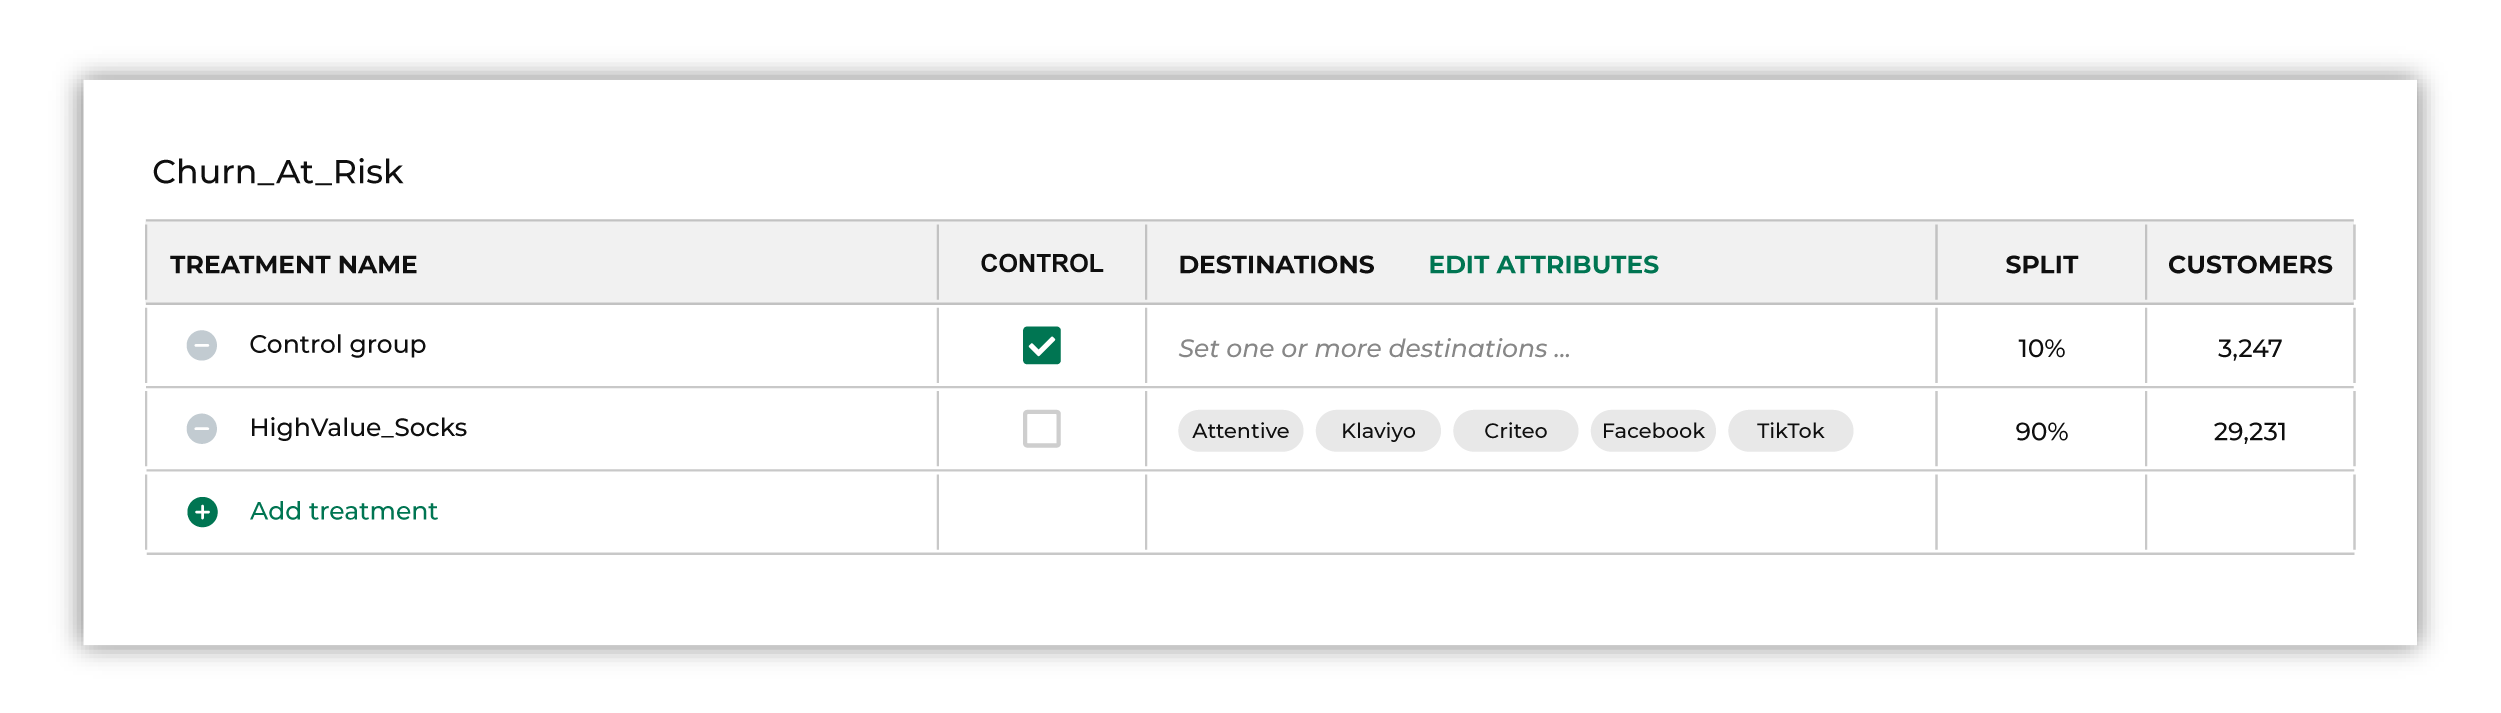 Churn_At_Risk
TREATMENT NAME CONTROL DESTINATIONS EDIT ATTRIBUTES SPLIT CUSTOMERS
Control group Set one or more destinations ... 10% 3,247
HighValue_Socks Attentive Klaviyo Criteo Facebook TikTok 90% 29,231
Add treatment